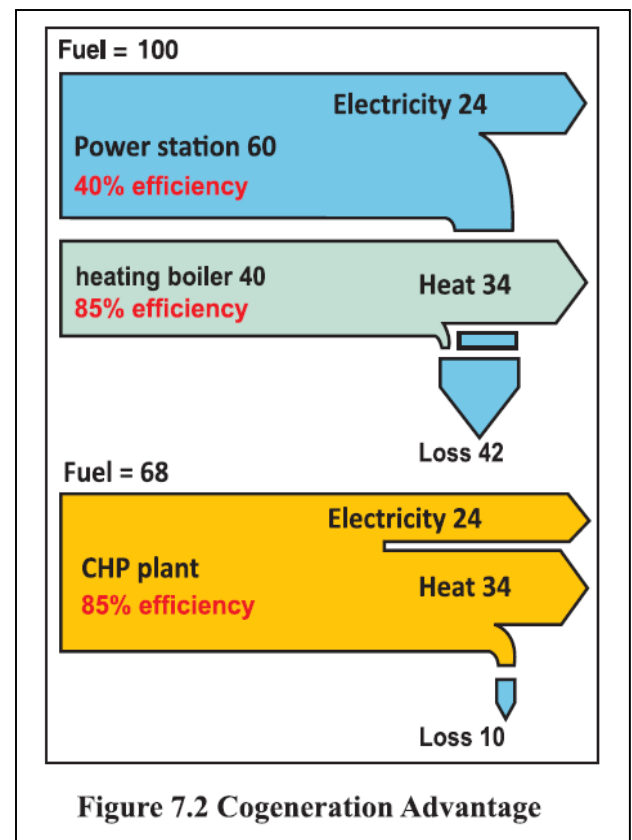 Fuel = 100
Electricity 24
Power station 60
40% efficiency
heating boiler 40
Heat 34
85% efficiency
Loss 42
Fuel = 68
Electricity 24
CHP plant
Heat 34
85% efficiency
Loss 10
Figure 7.2 Cogeneration Advantage